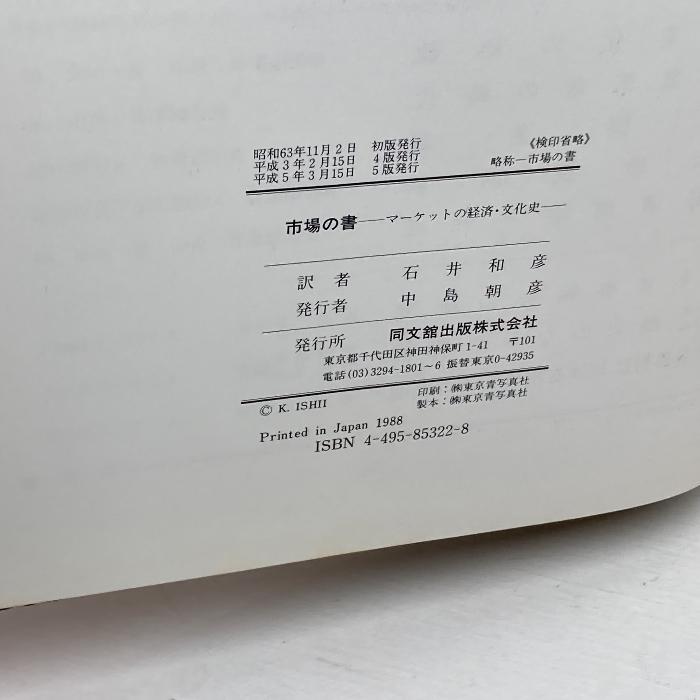 昭和63年11月2日 初版発行 《検印省略》
平成3年2月15日 4版発行 略称―市場の書
平成5年3月15日 5版発行
市場の書――マーケットの経済・文化史――
訳者 石井和彦
発行者 中島朝彦
発行所 同文舘出版株式会社
東京都千代田区神田神保町1-41 〒101
電話(03)3294-1801～6 振替東京0-42935
© K. ISHII 印刷:㈱東京青写真社
製本:㈱東京青写真社
Printed in Japan 1988
ISBN 4-495-85322-8